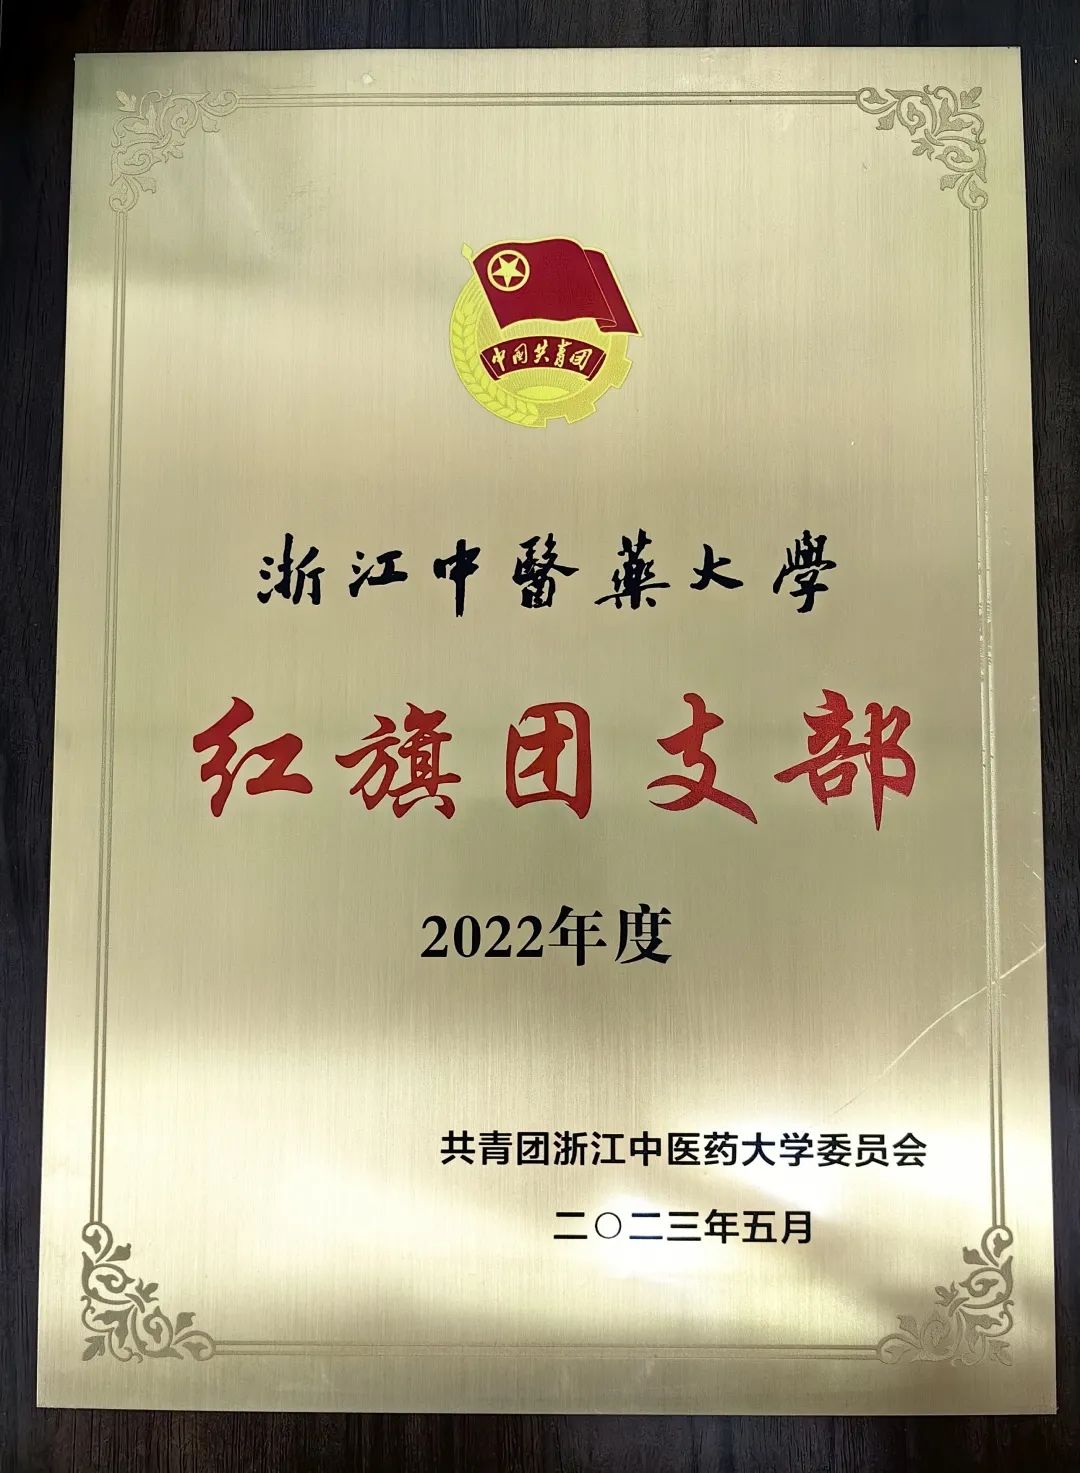 中国共青团
浙江中醫藥大學
红旗团支部
2022年度
共青团浙江中医药大学委员会
二〇二三年五月